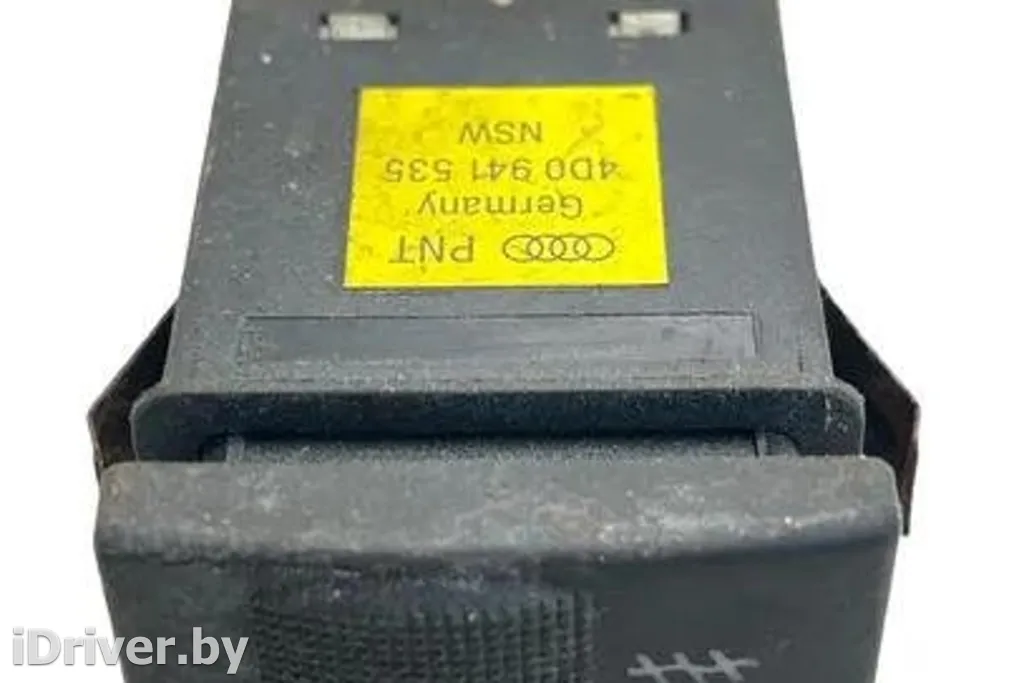 PNT
Germany
4D0 941 535
NSW
iDriver.by